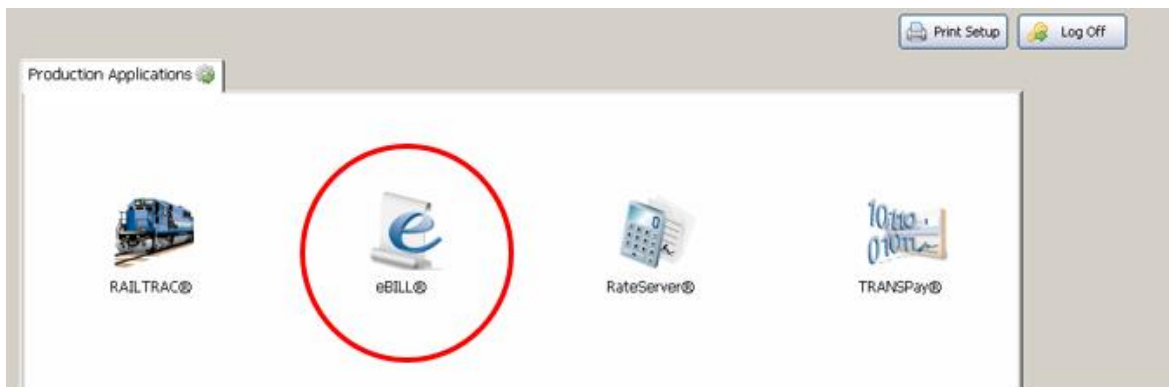 Print Setup
Log Off
Production Applications
RAILTRAC®
eBILL®
RateServer®
TRANSPay®